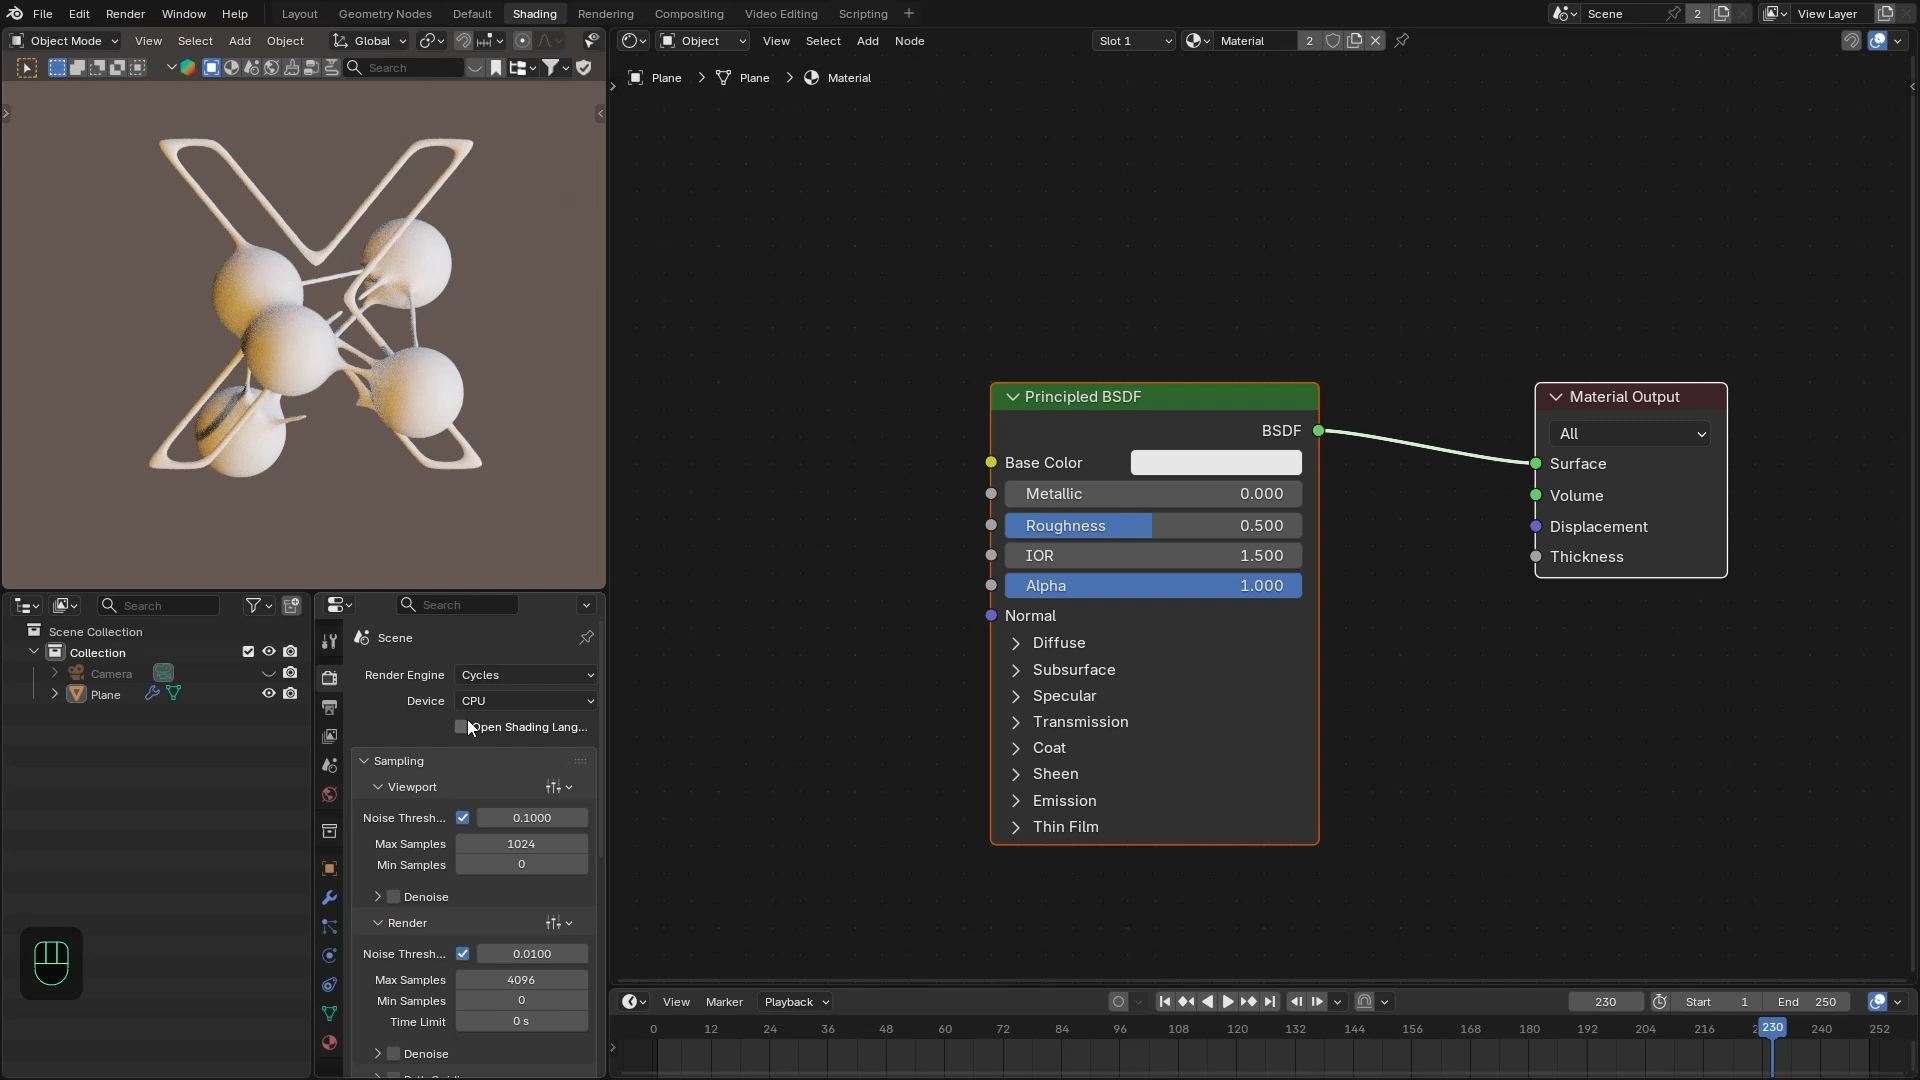 File Edit Render Window Help Layout Geometry Nodes Default Shading Rendering Compositing Video Editing Scripting + Scene 2 View Layer
Object Mode View Select Add Object Global
Object View Select Add Node Slot 1 Material 2
Search
Plane > Plane > Material
Principled BSDF
BSDF
Base Color
Metallic 0.000
Roughness 0.500
IOR 1.500
Alpha 1.000
Normal
Diffuse
Subsurface
Specular
Transmission
Coat
Sheen
Emission
Thin Film
Material Output
All
Surface
Volume
Displacement
Thickness
Search
Scene Collection
Collection
Camera
Plane
Search
Scene
Render Engine Cycles
Device CPU
Open Shading Lang...
Sampling
Viewport
Noise Thresh... 0.1000
Max Samples 1024
Min Samples 0
Denoise
Render
Noise Thresh... 0.0100
Max Samples 4096
Min Samples 0
Time Limit 0 s
Denoise
View Marker Playback 230 Start 1 End 250
0 12 24 36 48 60 72 84 96 108 120 132 144 156 168 180 192 204 216 230 240 252